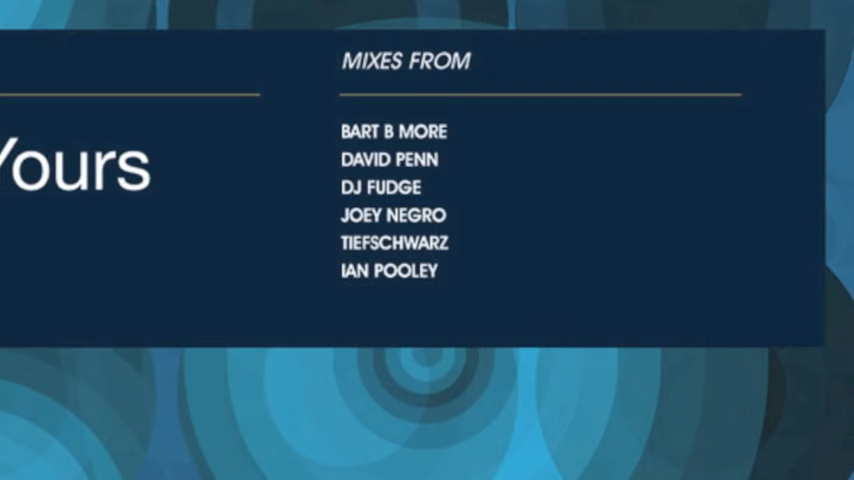 Yours
MIXES FROM
BART B MORE
DAVID PENN
DJ FUDGE
JOEY NEGRO
TIEFSCHWARZ
IAN POOLEY